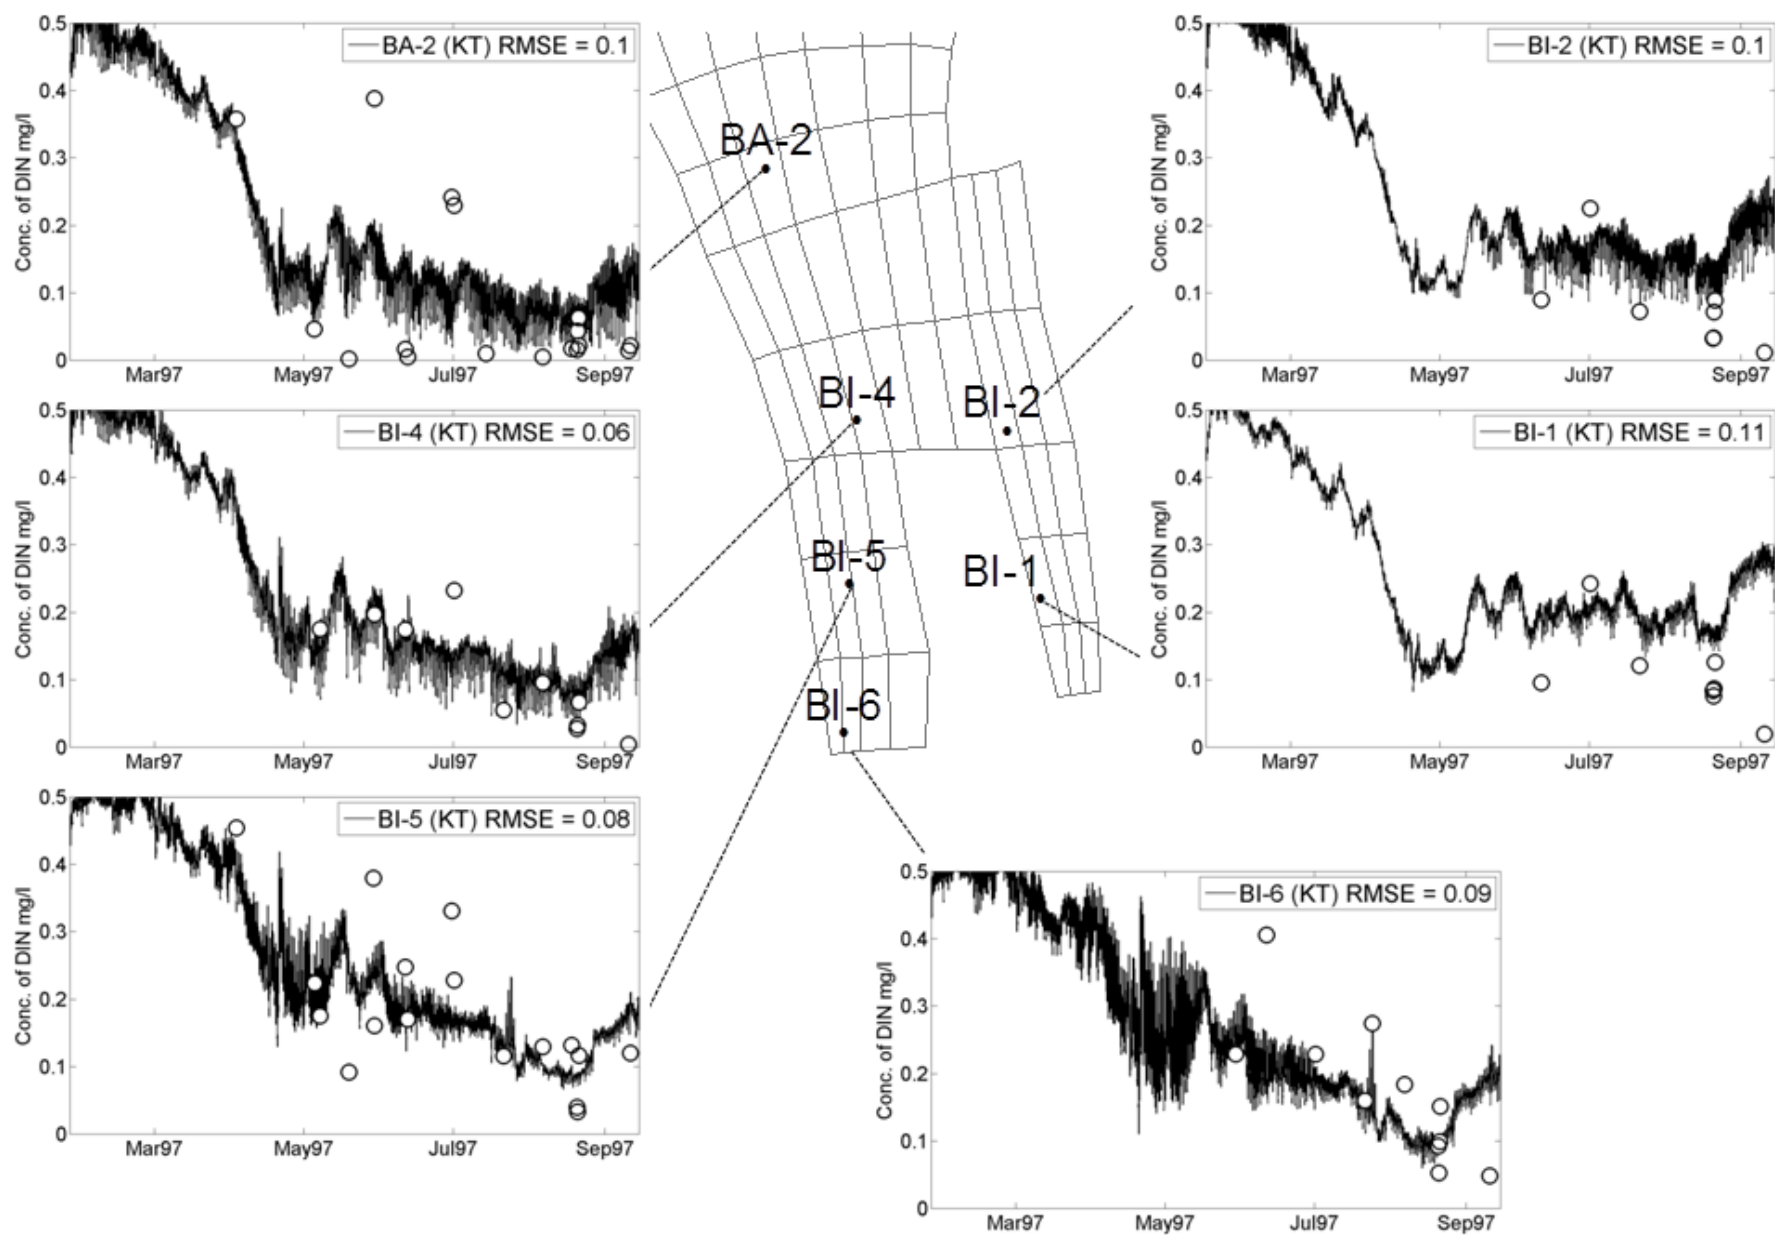 BA-2 (KT) RMSE = 0.1
Conc. of DIN mg/l
0.5
0.4
0.3
0.2
0.1
0
Mar97 May97 Jul97 Sep97
BI-4 (KT) RMSE = 0.06
Conc. of DIN mg/l
0.5
0.4
0.3
0.2
0.1
0
Mar97 May97 Jul97 Sep97
BI-5 (KT) RMSE = 0.08
Conc. of DIN mg/l
0.5
0.4
0.3
0.2
0.1
0
Mar97 May97 Jul97 Sep97
BA-2
BI-4
BI-2
BI-5
BI-1
BI-6
BI-2 (KT) RMSE = 0.1
Conc. of DIN mg/l
0.5
0.4
0.3
0.2
0.1
0
Mar97 May97 Jul97 Sep97
BI-1 (KT) RMSE = 0.11
Conc. of DIN mg/l
0.5
0.4
0.3
0.2
0.1
0
Mar97 May97 Jul97 Sep97
BI-6 (KT) RMSE = 0.09
Conc. of DIN mg/l
0.5
0.4
0.3
0.2
0.1
0
Mar97 May97 Jul97 Sep97